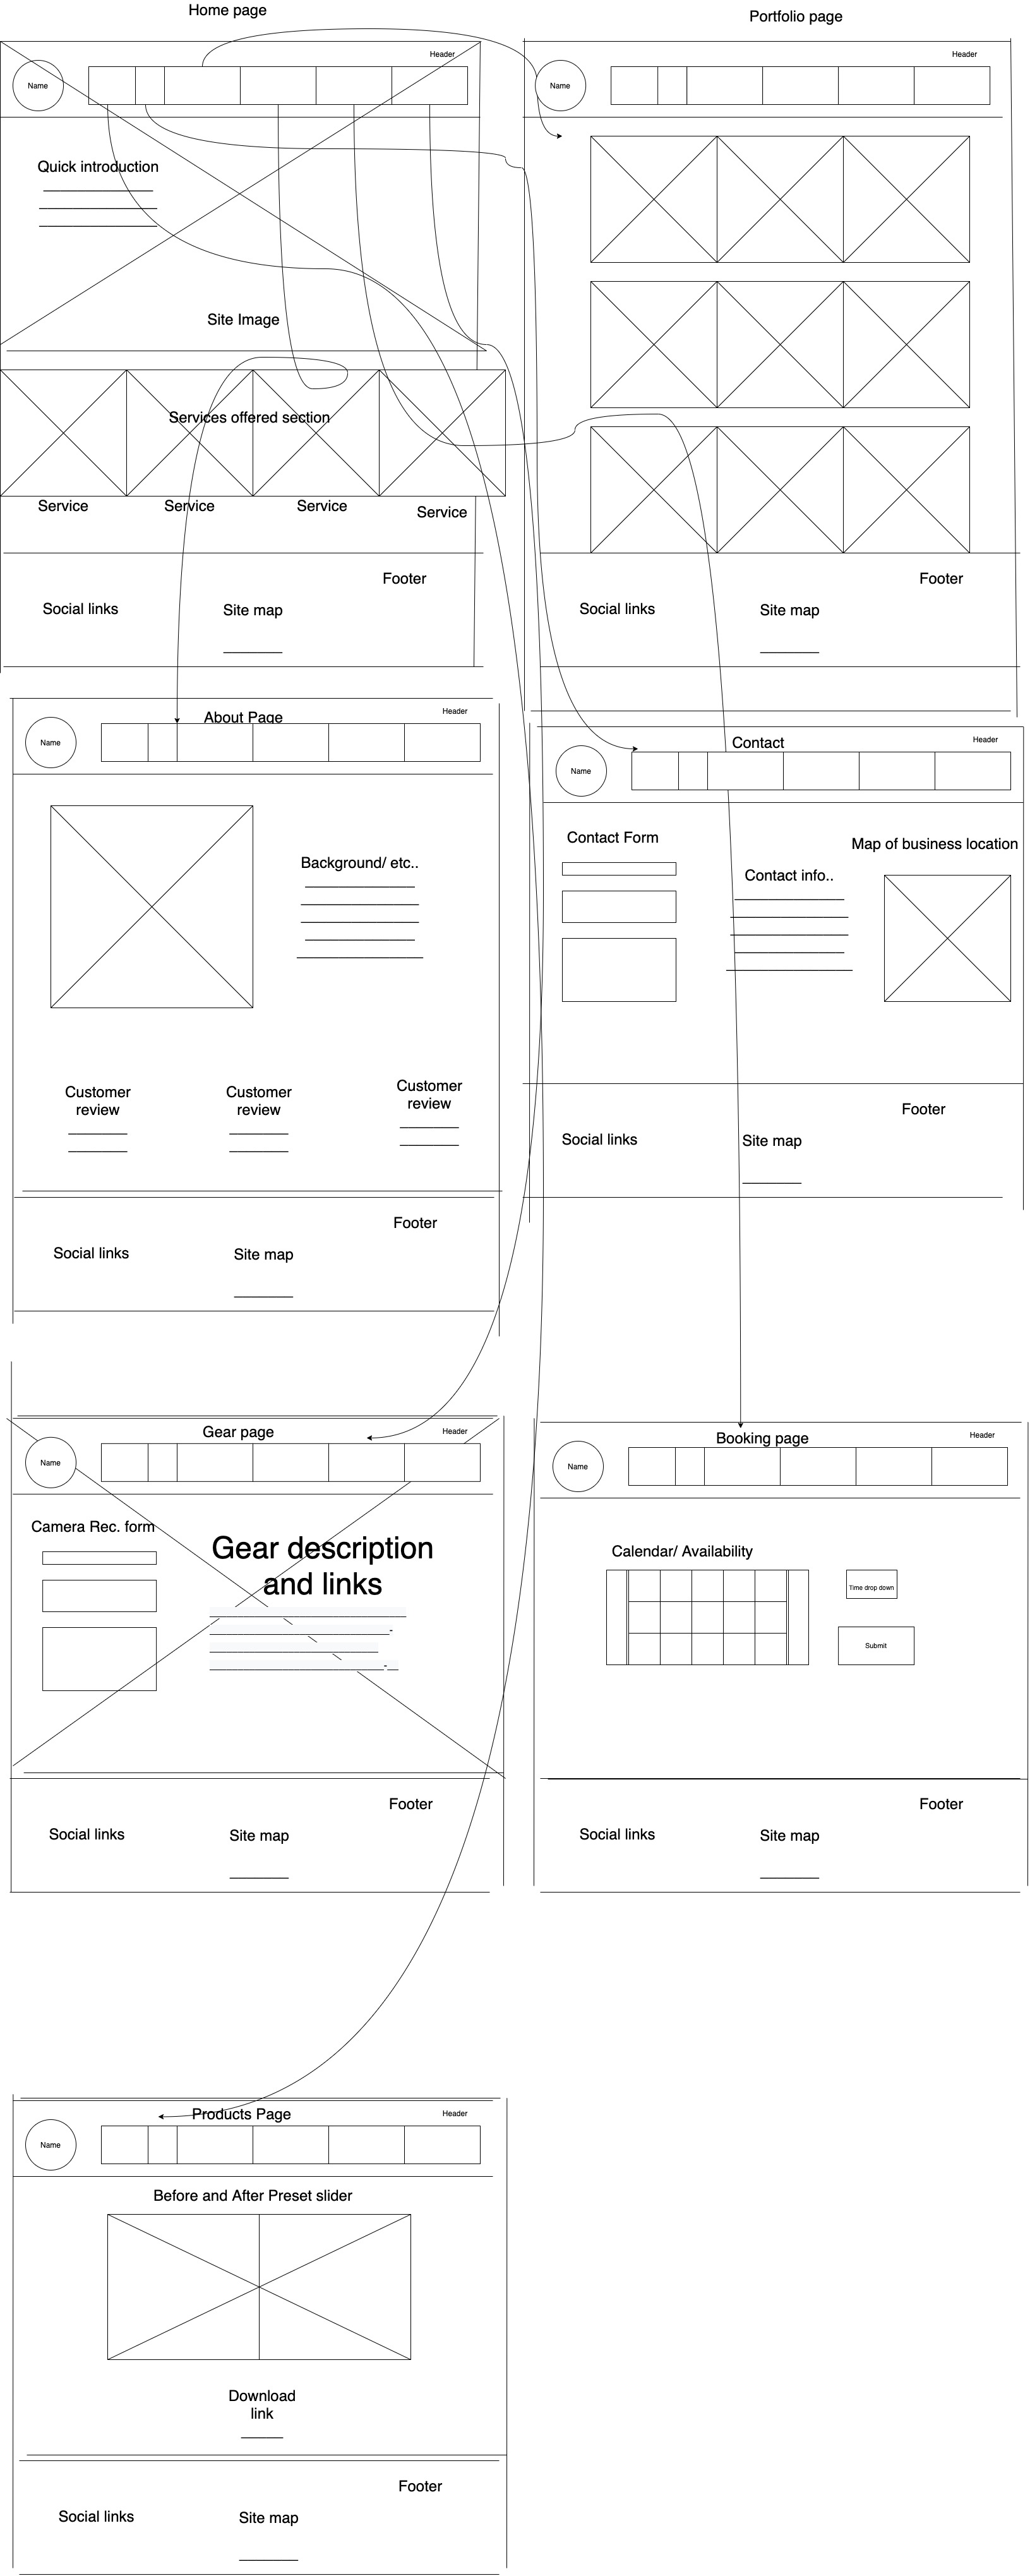 Home page
Header
Name
Quick introduction
Site Image
Services offered section
Service
Service
Service
Service
Footer
Social links
Site map
Portfolio page
Header
Name
Footer
Social links
Site map
About Page
Header
Name
Background/ etc..
Customer
review
Customer
review
Customer
review
Footer
Social links
Site map
Contact
Header
Name
Contact Form
Contact info..
Map of business location
Footer
Social links
Site map
Gear page
Header
Name
Camera Rec. form
Gear description
and links
Footer
Social links
Site map
Booking page
Header
Name
Calendar/ Availability
Time drop down
Submit
Footer
Social links
Site map
Products Page
Header
Name
Before and After Preset slider
Download
link
Footer
Social links
Site map